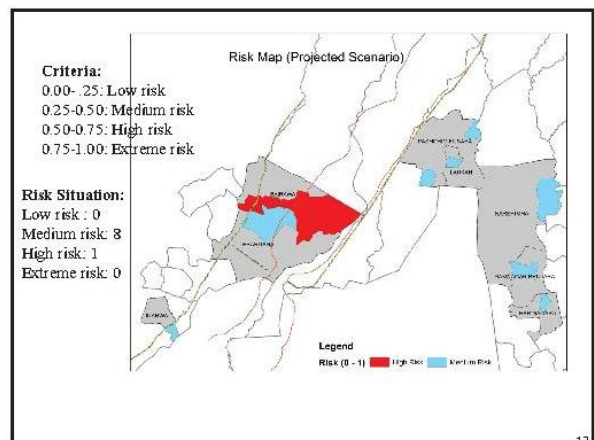 Risk Map (Projected Scenario)
Criteria:
0.00-.25: Low risk
0.25-0.50: Medium risk
0.50-0.75: High risk
0.75-1.00: Extreme risk
Risk Situation:
Low risk : 0
Medium risk: 8
High risk: 1
Extreme risk: 0
LAUKAHI
NARSHIMHA
Legend
Risk (0 - 1)
High Risk
Medium Risk